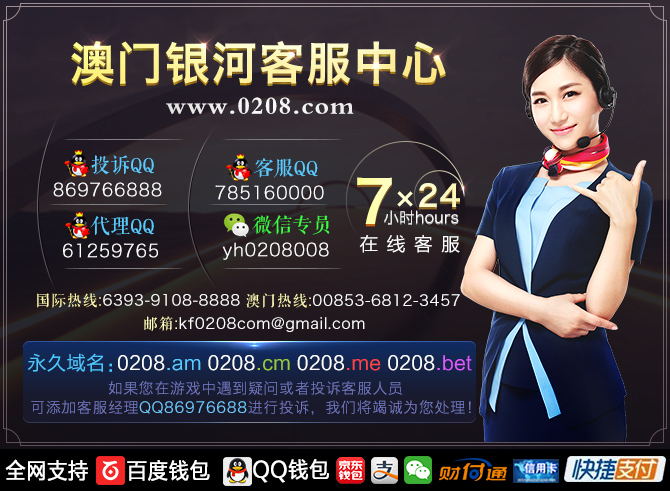 澳门银河客服中心
www.0208.com
投诉QQ
869766888
客服QQ
785160000
代理QQ
61259765
微信专员
yh0208008
7×24
小时hours
在线客服
国际热线:6393-9108-8888 澳门热线:00853-6812-3457
邮箱:kf0208com@gmail.com
永久域名: 0208.am 0208.cm 0208.me 0208.bet
如果您在游戏中遇到疑问或者投诉客服人员
可添加客服经理QQ86976688进行投诉，我们将竭诚为您处理！
全网支持 百度钱包 QQ钱包 京东钱包 支 财付通 信用卡 快捷支付